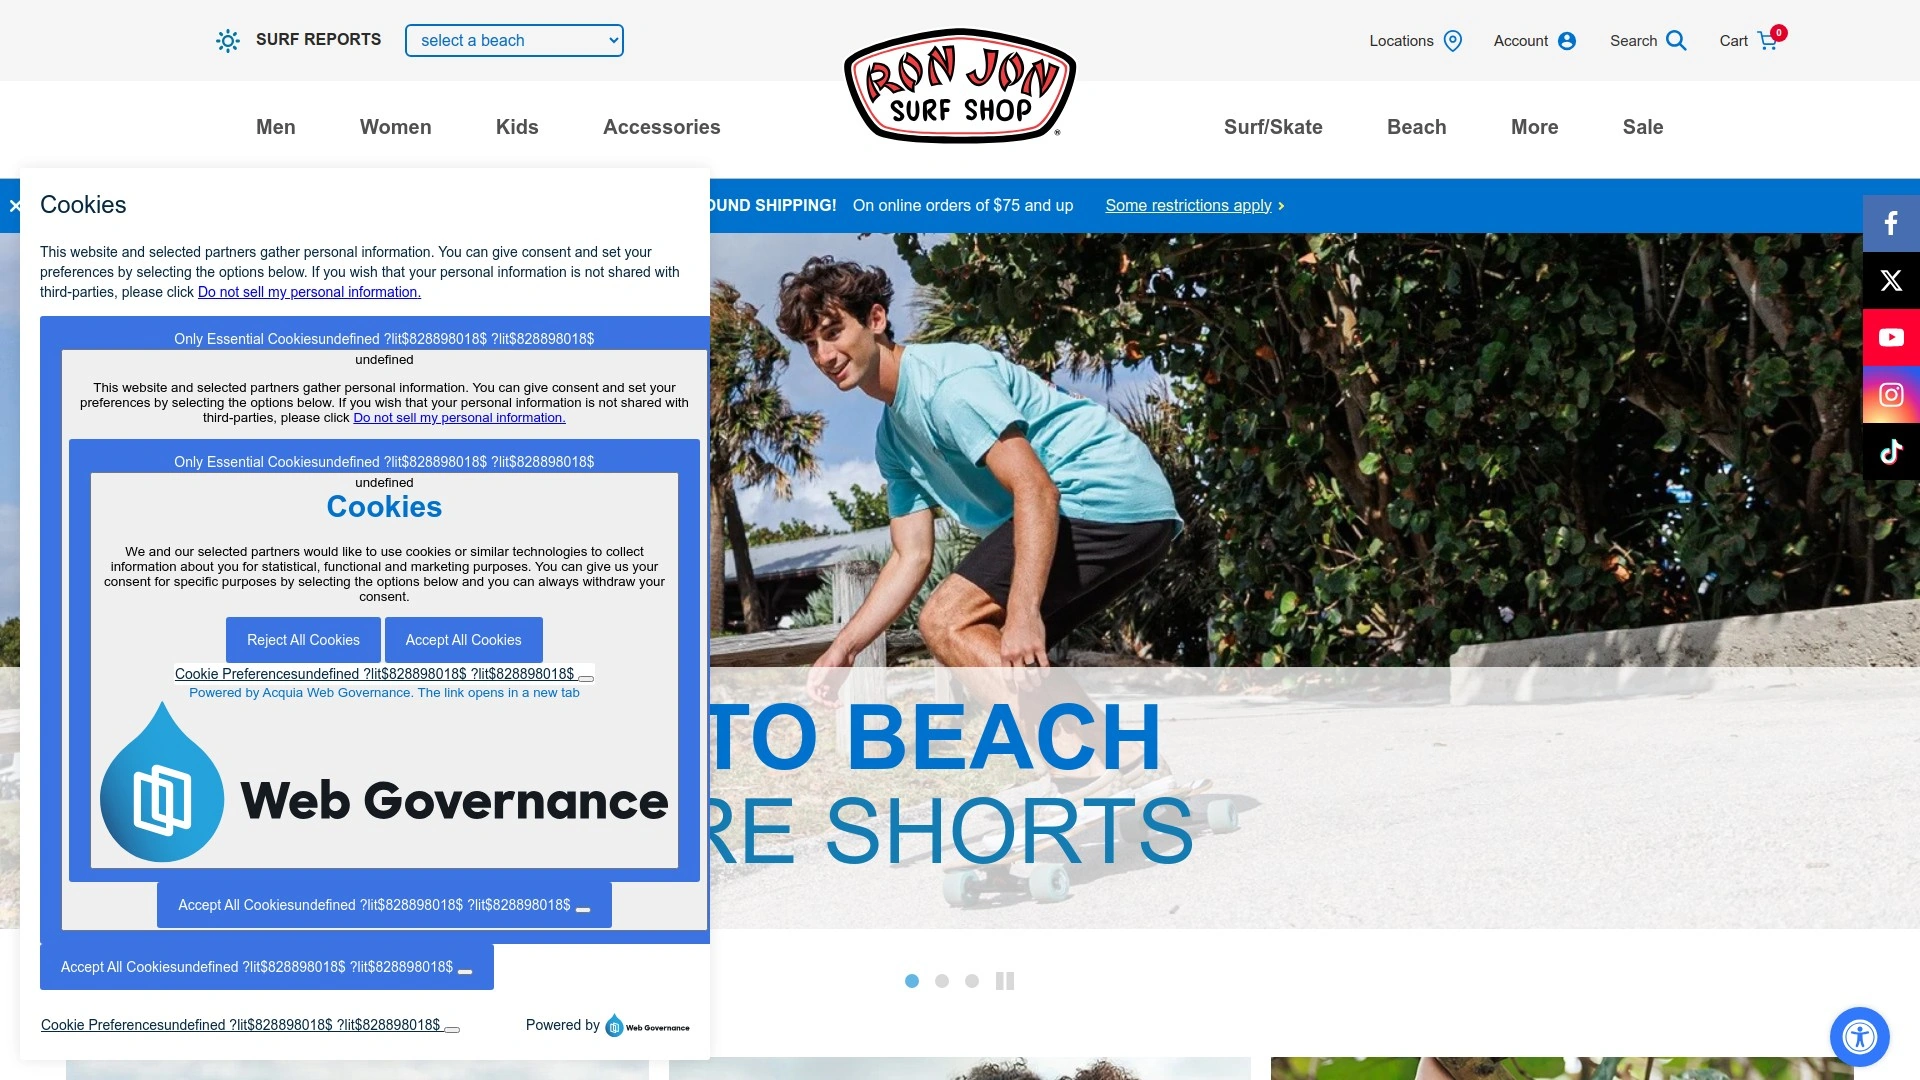 SURF REPORTS
select a beach
RON JON
SURF SHOP
®
Locations
Account
Search
Cart
0
Men
Women
Kids
Accessories
Surf/Skate
Beach
More
Sale
OUND SHIPPING! On online orders of $75 and up Some restrictions apply
Cookies
This website and selected partners gather personal information. You can give consent and set your
preferences by selecting the options below. If you wish that your personal information is not shared with
third-parties, please click Do not sell my personal information.
Only Essential Cookiesundefined ?lit$828898018$ ?lit$828898018$
undefined
This website and selected partners gather personal information. You can give consent and set your
preferences by selecting the options below. If you wish that your personal information is not shared with
third-parties, please click Do not sell my personal information.
Only Essential Cookiesundefined ?lit$828898018$ ?lit$828898018$
undefined
Cookies
We and our selected partners would like to use cookies or similar technologies to collect
information about you for statistical, functional and marketing purposes. You can give us your
consent for specific purposes by selecting the options below and you can always withdraw your
consent.
Reject All Cookies
Accept All Cookies
Cookie Preferencesundefined ?lit$828898018$ ?lit$828898018$
Powered by Acquia Web Governance. The link opens in a new tab
Web Governance
Accept All Cookiesundefined ?lit$828898018$ ?lit$828898018$
Accept All Cookiesundefined ?lit$828898018$ ?lit$828898018$
Cookie Preferencesundefined ?lit$828898018$ ?lit$828898018$
Powered by Web Governance
TO BEACH
RE SHORTS